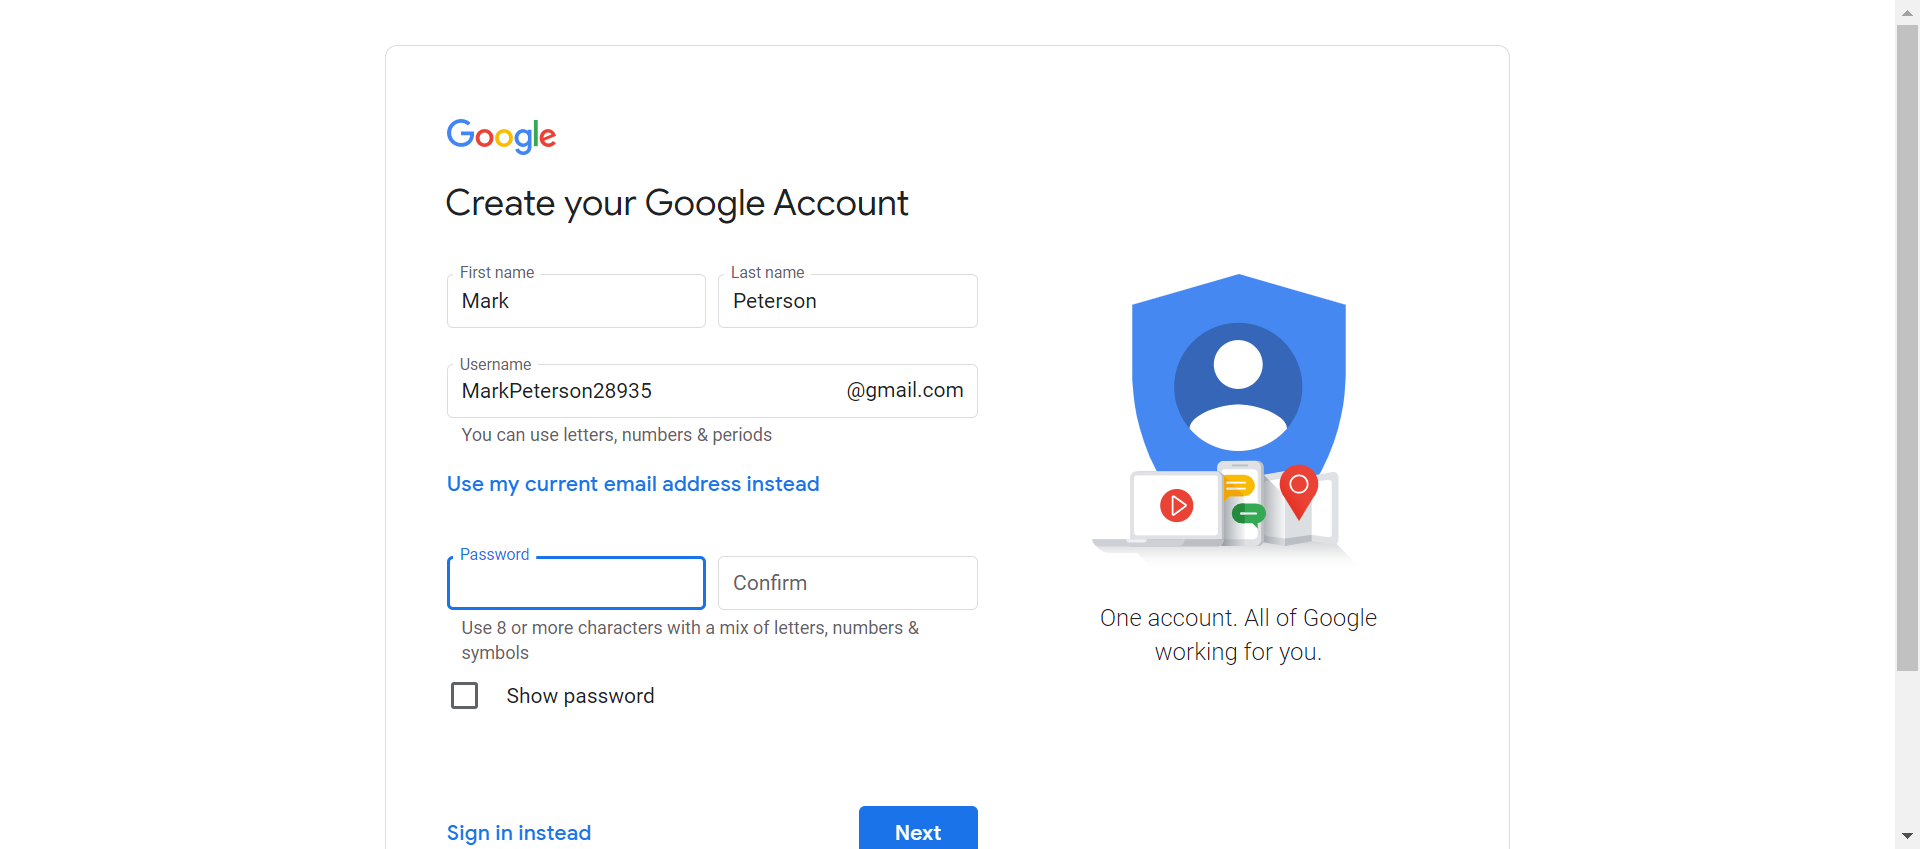 Google
Create your Google Account
First name
Last name
Mark
Peterson
Username
MarkPeterson28935
@gmail.com
You can use letters, numbers & periods
Use my current email address instead
Password
Confirm
Use 8 or more characters with a mix of letters, numbers &
symbols
Show password
Sign in instead
Next
One account. All of Google
working for you.